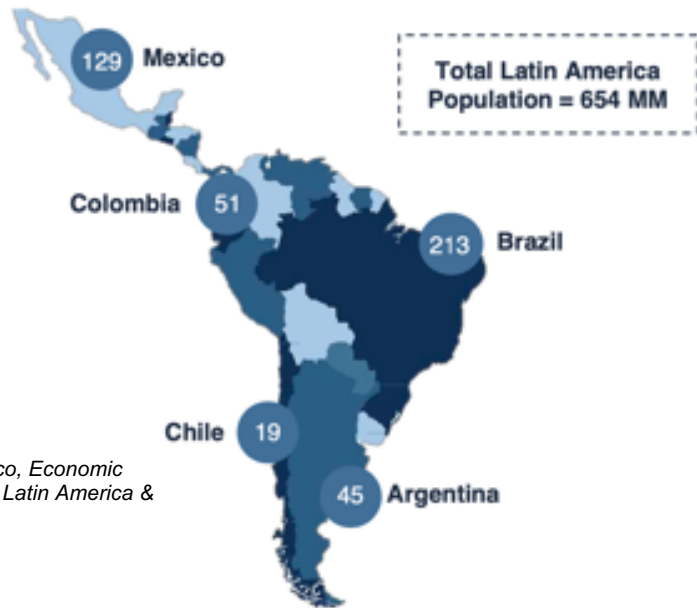 129 Mexico
Total Latin America
Population = 654 MM
Colombia 51
213 Brazil
Chile 19
co, Economic
Latin America &
45 Argentina